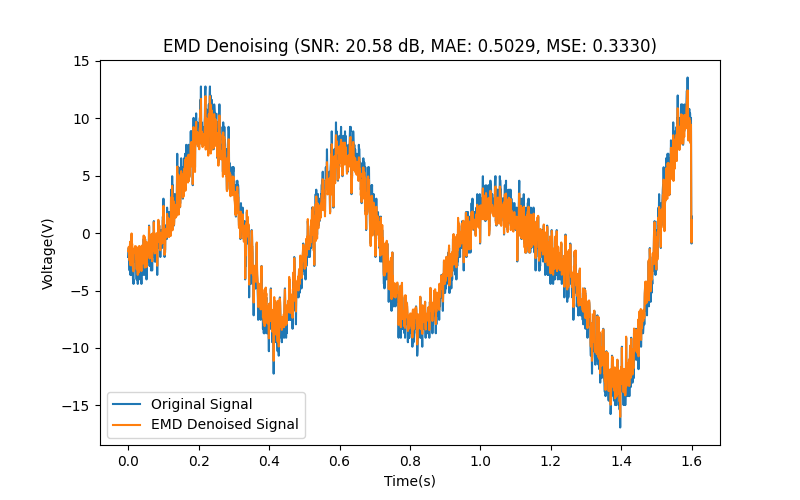 EMD Denoising (SNR: 20.58 dB, MAE: 0.5029, MSE: 0.3330)
15
10
5
0
−5
−10
−15
Voltage(V)
Original Signal
EMD Denoised Signal
0.0 0.2 0.4 0.6 0.8 1.0 1.2 1.4 1.6
Time(s)